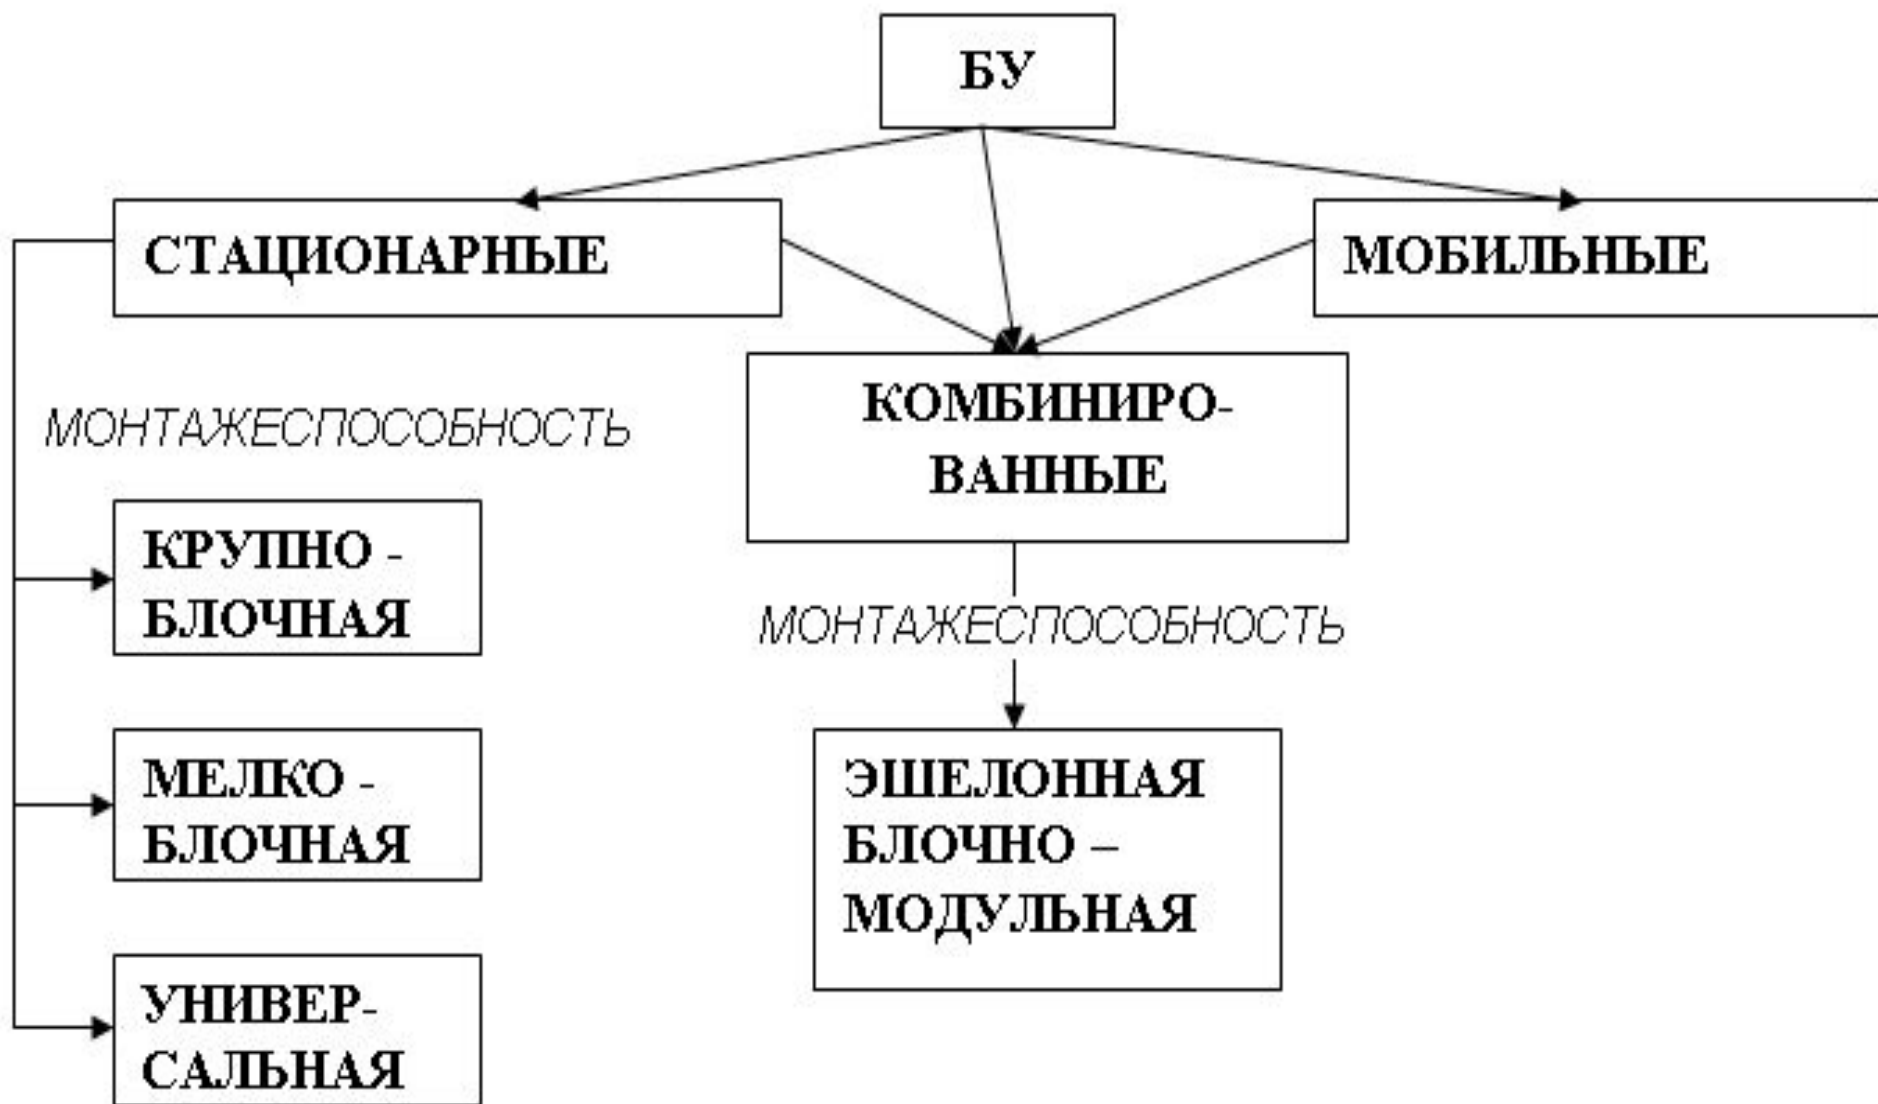 БУ
СТАЦИОНАРНЫЕ
МОБИЛЬНЫЕ
КОМБИНИРО-
ВАННЫЕ
МОНТАЖЕСПОСОБНОСТЬ
КРУПНО -
БЛОЧНАЯ
МЕЛКО -
БЛОЧНАЯ
УНИВЕР-
САЛЬНАЯ
МОНТАЖЕСПОСОБНОСТЬ
ЭШЕЛОННАЯ
БЛОЧНО –
МОДУЛЬНАЯ